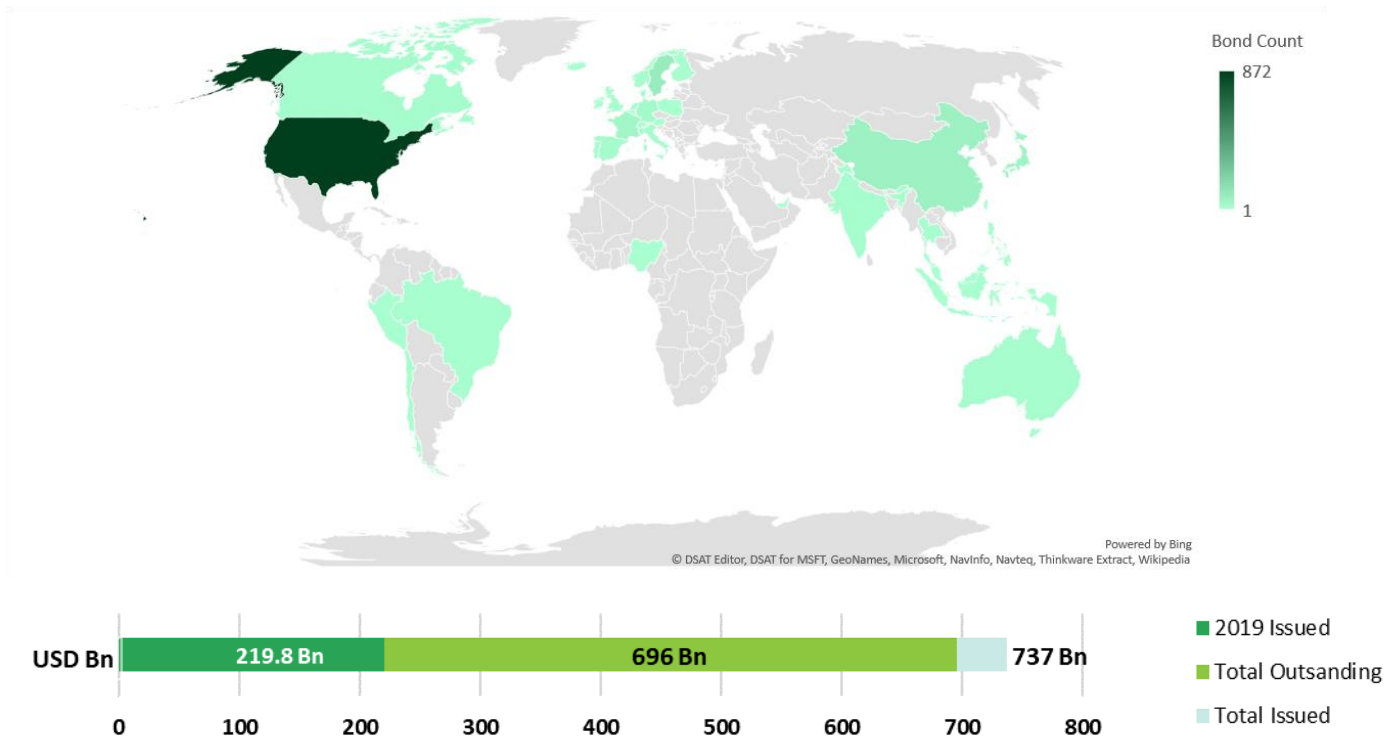 Bond Count
872
1
Powered by Bing
© DSAT Editor, DSAT for MSFT, GeoNames, Microsoft, NavInfo, Navteq, Thinkware Extract, Wikipedia
USD Bn
219.8 Bn
696 Bn
737 Bn
0 100 200 300 400 500 600 700 800
2019 Issued
Total Outsanding
Total Issued